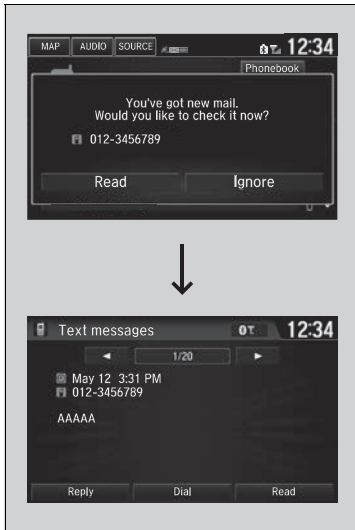 MAP AUDIO SOURCE 12:34
Phonebook
You've got new mail.
Would you like to check it now?
012-3456789
Read Ignore
Text messages 12:34
1/20
May 12 3:31 PM
012-3456789
AAAAA
Reply Dial Read